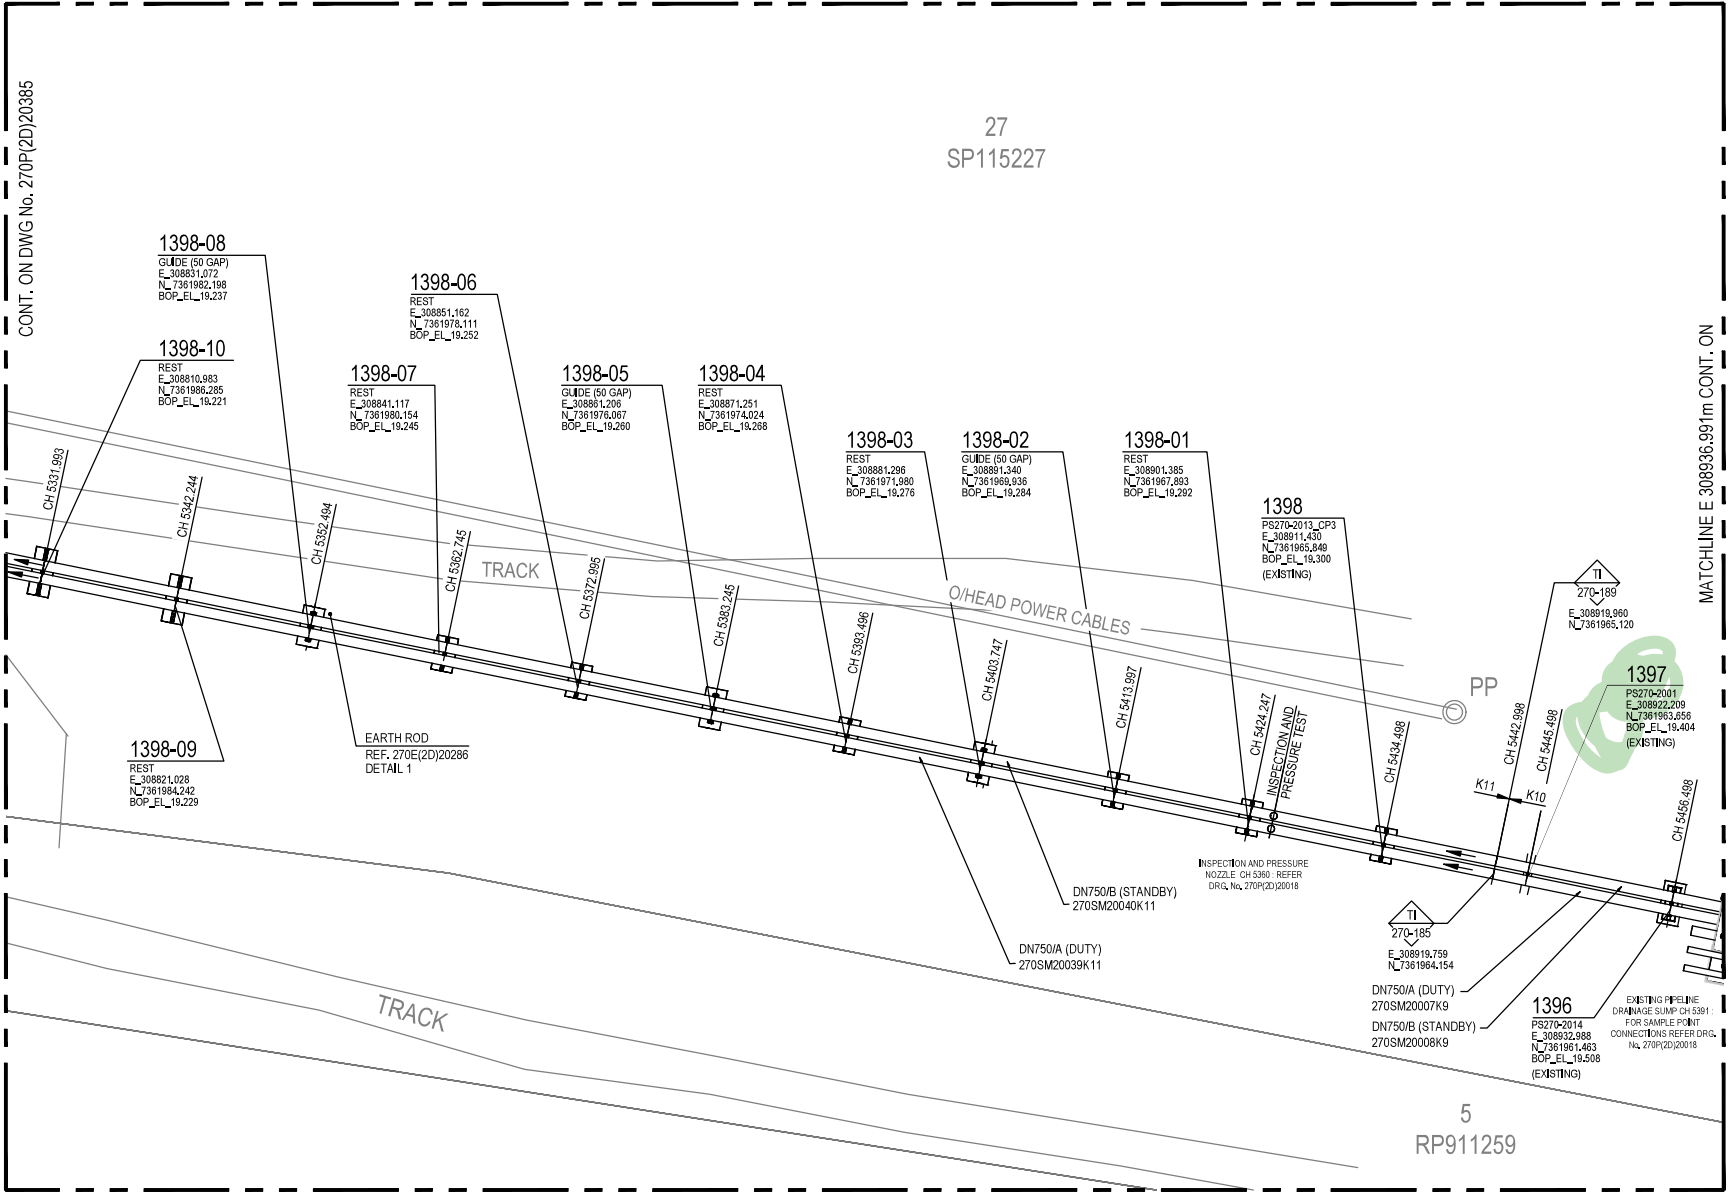 CONT. ON DWG No. 270P(2D)20385
27
SP115227
1398-08
GUIDE (50 GAP)
E_308831.072
N_7361982.198
BOP_EL_19.237
1398-10
REST
E_308810.983
N_7361986.285
BOP_EL_19.221
1398-06
REST
E_308851.162
N_7361978.111
BOP_EL_19.252
1398-07
REST
E_308841.117
N_7361980.154
BOP_EL_19.245
1398-05
GUIDE (50 GAP)
E_308861.206
N_7361976.067
BOP_EL_19.260
1398-04
REST
E_308871.251
N_7361974.024
BOP_EL_19.268
1398-03
REST
E_308881.296
N_7361971.980
BOP_EL_19.276
1398-02
GUIDE (50 GAP)
E_308891.340
N_7361969.936
BOP_EL_19.284
1398-01
REST
E_308901.385
N_7361967.893
BOP_EL_19.292
1398
PS270-2013_CP3
E_308911.430
N_7361965.849
BOP_EL_19.300
(EXISTING)
TI
270-189
E_308919.960
N_7361965.120
1397
PS270-2001
E_308922.209
N_7361963.656
BOP_EL_19.404
(EXISTING)
MATCHLINE E 308936.991m CONT. ON
CH 5331.993
CH 5342.244
CH 5352.494
CH 5362.745
CH 5372.995
CH 5383.245
CH 5393.496
CH 5403.747
CH 5413.997
CH 5424.247
INSPECTION AND
PRESSURE TEST
CH 5434.498
CH 5442.998
CH 5445.498
CH 5456.498
TRACK
O/HEAD POWER CABLES
PP
K11
K10
1398-09
REST
E_308821.028
N_7361984.242
BOP_EL_19.229
EARTH ROD
REF. 270E(2D)20286
DETAIL 1
INSPECTION AND PRESSURE
NOZZLE CH 5360 : REFER
DRG. No. 270P(2D)20018
DN750/B (STANDBY)
270SM20040K11
DN750/A (DUTY)
270SM20039K11
TI
270-185
E_308919.759
N_7361964.154
DN750/A (DUTY)
270SM20007K9
DN750/B (STANDBY)
270SM20008K9
1396
PS270-2014
E_308932.988
N_7361961.463
BOP_EL_19.508
(EXISTING)
EXISTING PIPELINE
DRAINAGE SUMP CH 5391 :
FOR SAMPLE POINT
CONNECTIONS REFER DRG.
No. 270P(2D)20018
TRACK
5
RP911259